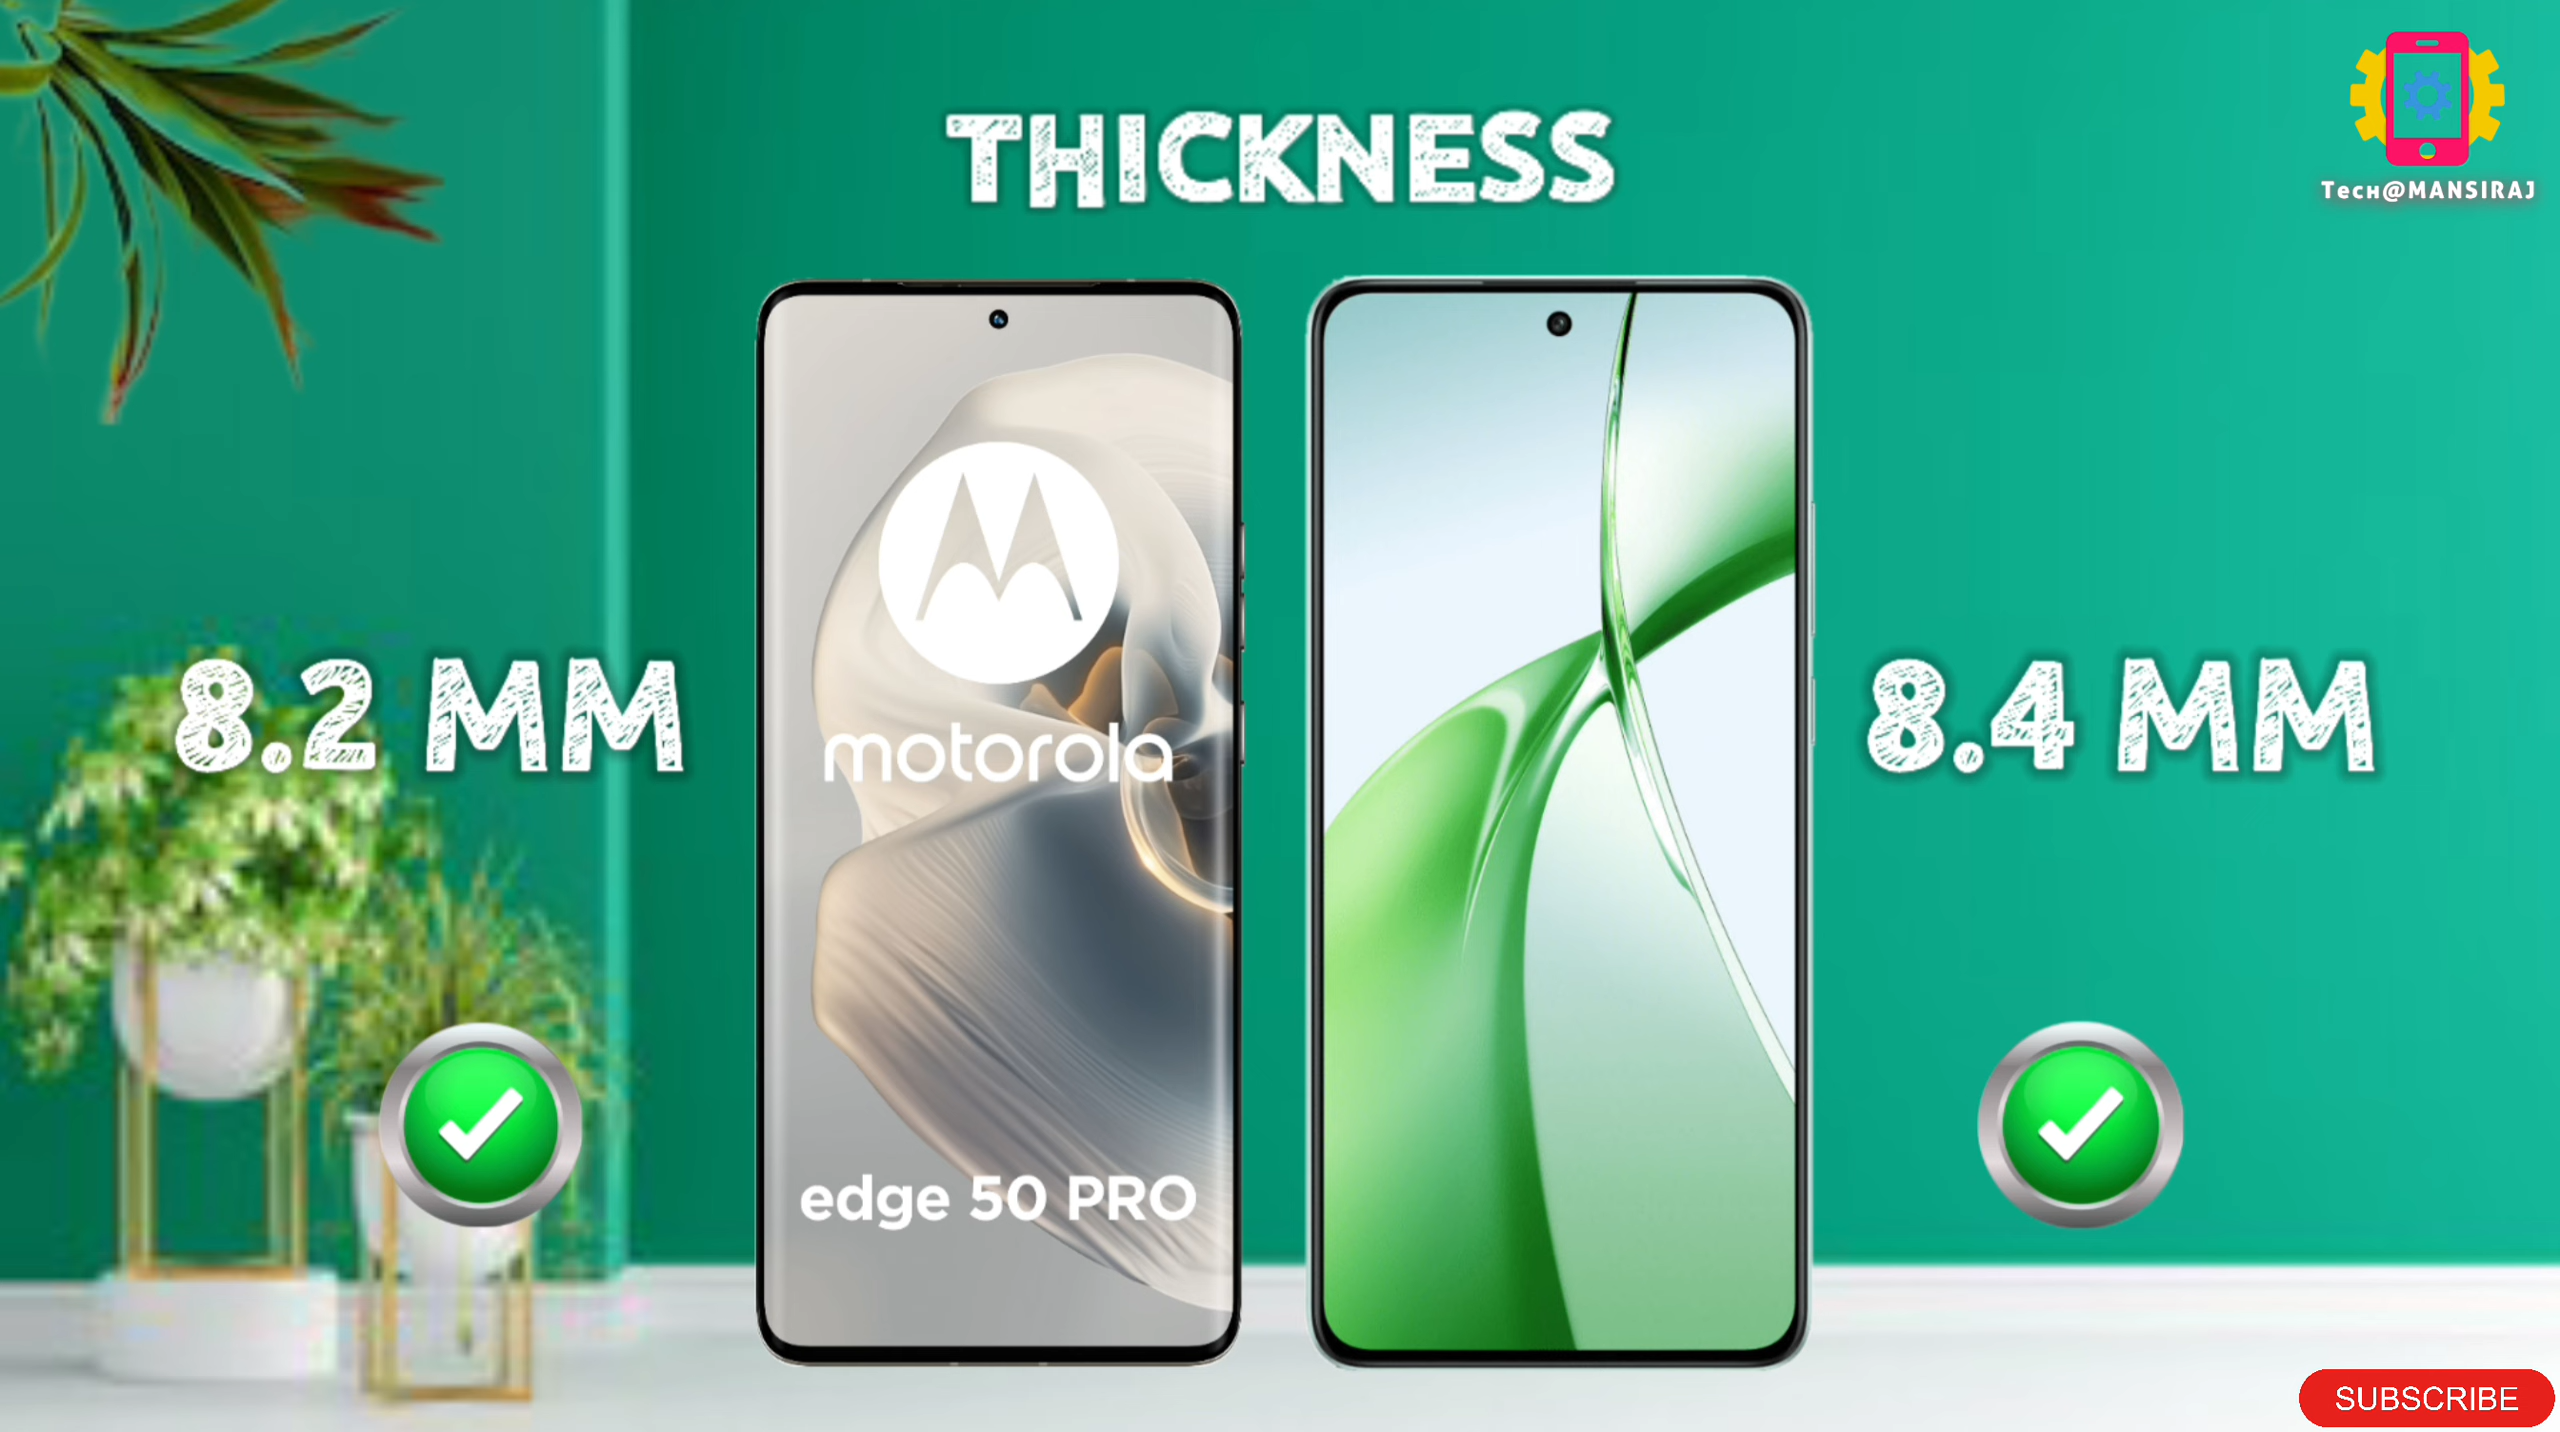 Tech@MANSIRAJ
THICKNESS
8.2 MM
motorola
edge 50 PRO
8.4 MM
SUBSCRIBE